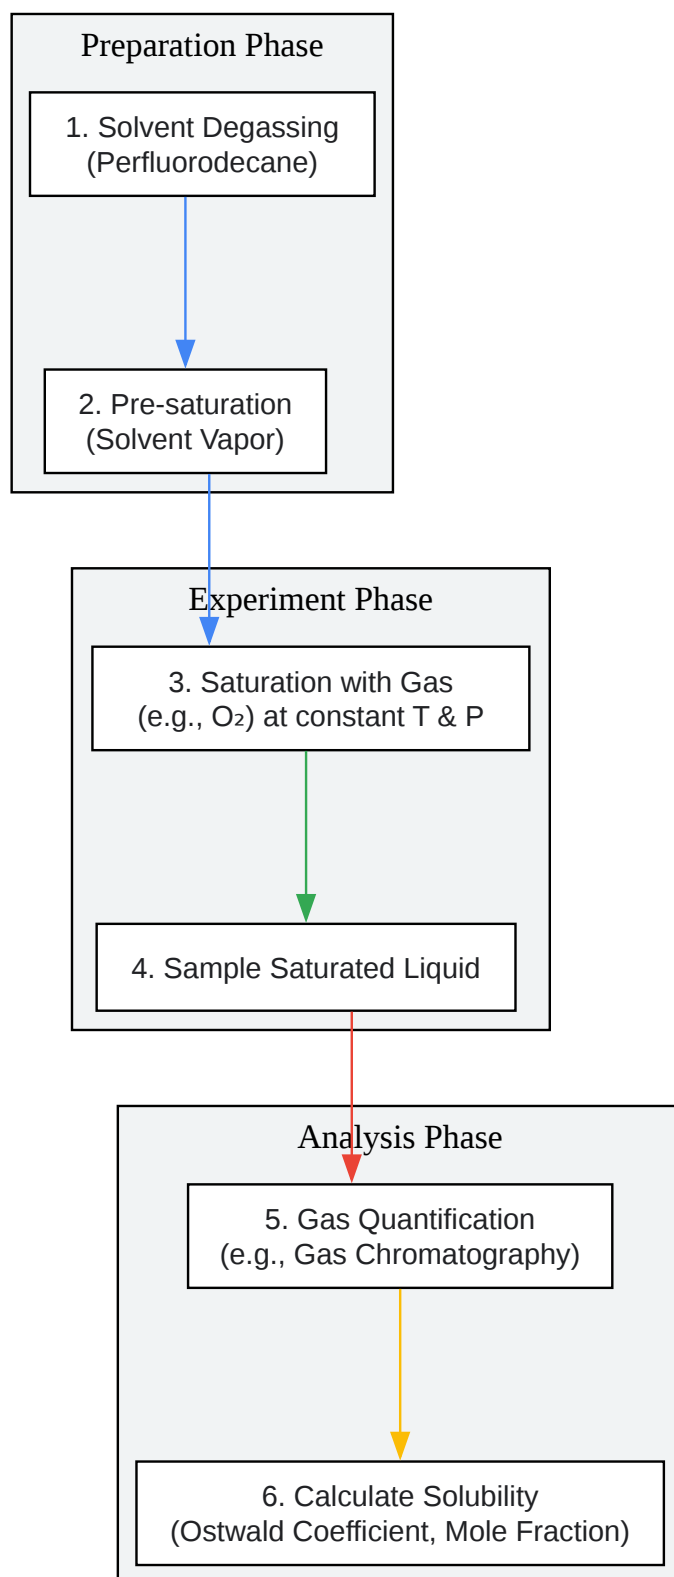 Preparation Phase
1. Solvent Degassing
(Perfluorodecane)
2. Pre-saturation
(Solvent Vapor)
Experiment Phase
3. Saturation with Gas
(e.g., O₂) at constant T & P
4. Sample Saturated Liquid
Analysis Phase
5. Gas Quantification
(e.g., Gas Chromatography)
6. Calculate Solubility
(Ostwald Coefficient, Mole Fraction)